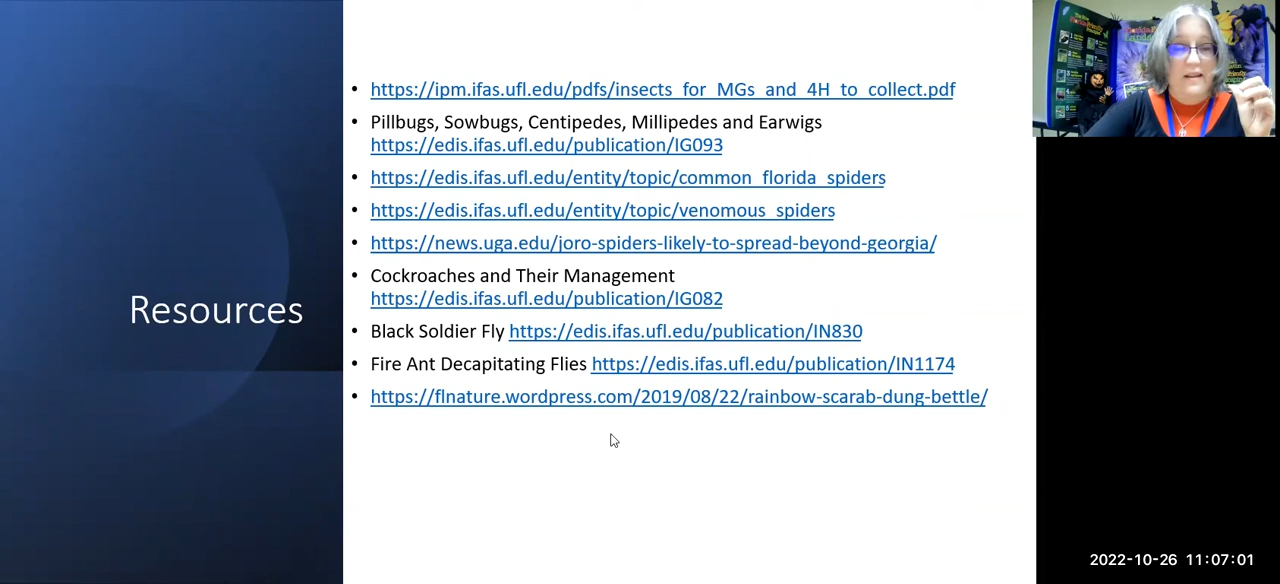 Resources
• https://ipm.ifas.ufl.edu/pdfs/insects_for_MGs_and_4H_to_collect.pdf
• Pillbugs, Sowbugs, Centipedes, Millipedes and Earwigs
https://edis.ifas.ufl.edu/publication/IG093
• https://edis.ifas.ufl.edu/entity/topic/common_florida_spiders
• https://edis.ifas.ufl.edu/entity/topic/venomous_spiders
• https://news.uga.edu/joro-spiders-likely-to-spread-beyond-georgia/
• Cockroaches and Their Management
https://edis.ifas.ufl.edu/publication/IG082
• Black Soldier Fly https://edis.ifas.ufl.edu/publication/IN830
• Fire Ant Decapitating Flies https://edis.ifas.ufl.edu/publication/IN1174
• https://flnature.wordpress.com/2019/08/22/rainbow-scarab-dung-bettle/
2022-10-26 11:07:01